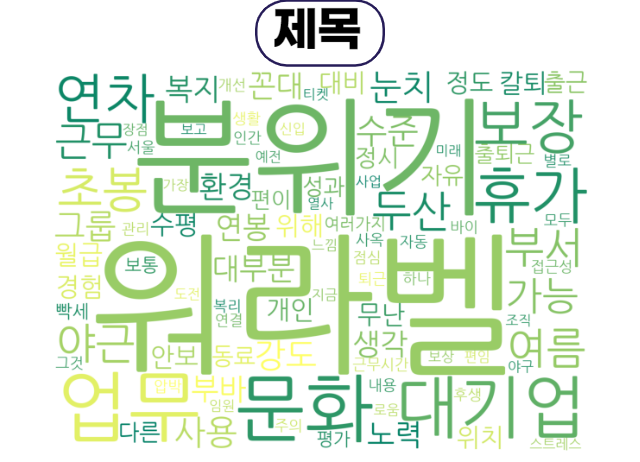 제목
연차 복지 개선 꼰대 티켓 대비 눈치 정도 칼퇴 출근
분위기 보장
근무 장점 서울 보고 생활 인간 신입 수준 정시 미래 출퇴근 별로
초봉 가장 환경 예전 편이 성과 열사 사업 자유 두산 휴가
그룹 관리 수평 연봉 위해 여러가지 사옥 자동 바이 모두
월급 보통 대부분 느낌 점심 부서 접근성
워라벨
경험 도전 복리 개인 지금 퇴근 하나 가능
빡세 연결 무난 조직
야근 안보 동료 강도 생각 보상 편임 야구 여름
그것 근무시간
업무 압박 부바 문화 내용 후생 대기업
임원 로움
다른 사용 주의 평가 노력 위치 스트레스